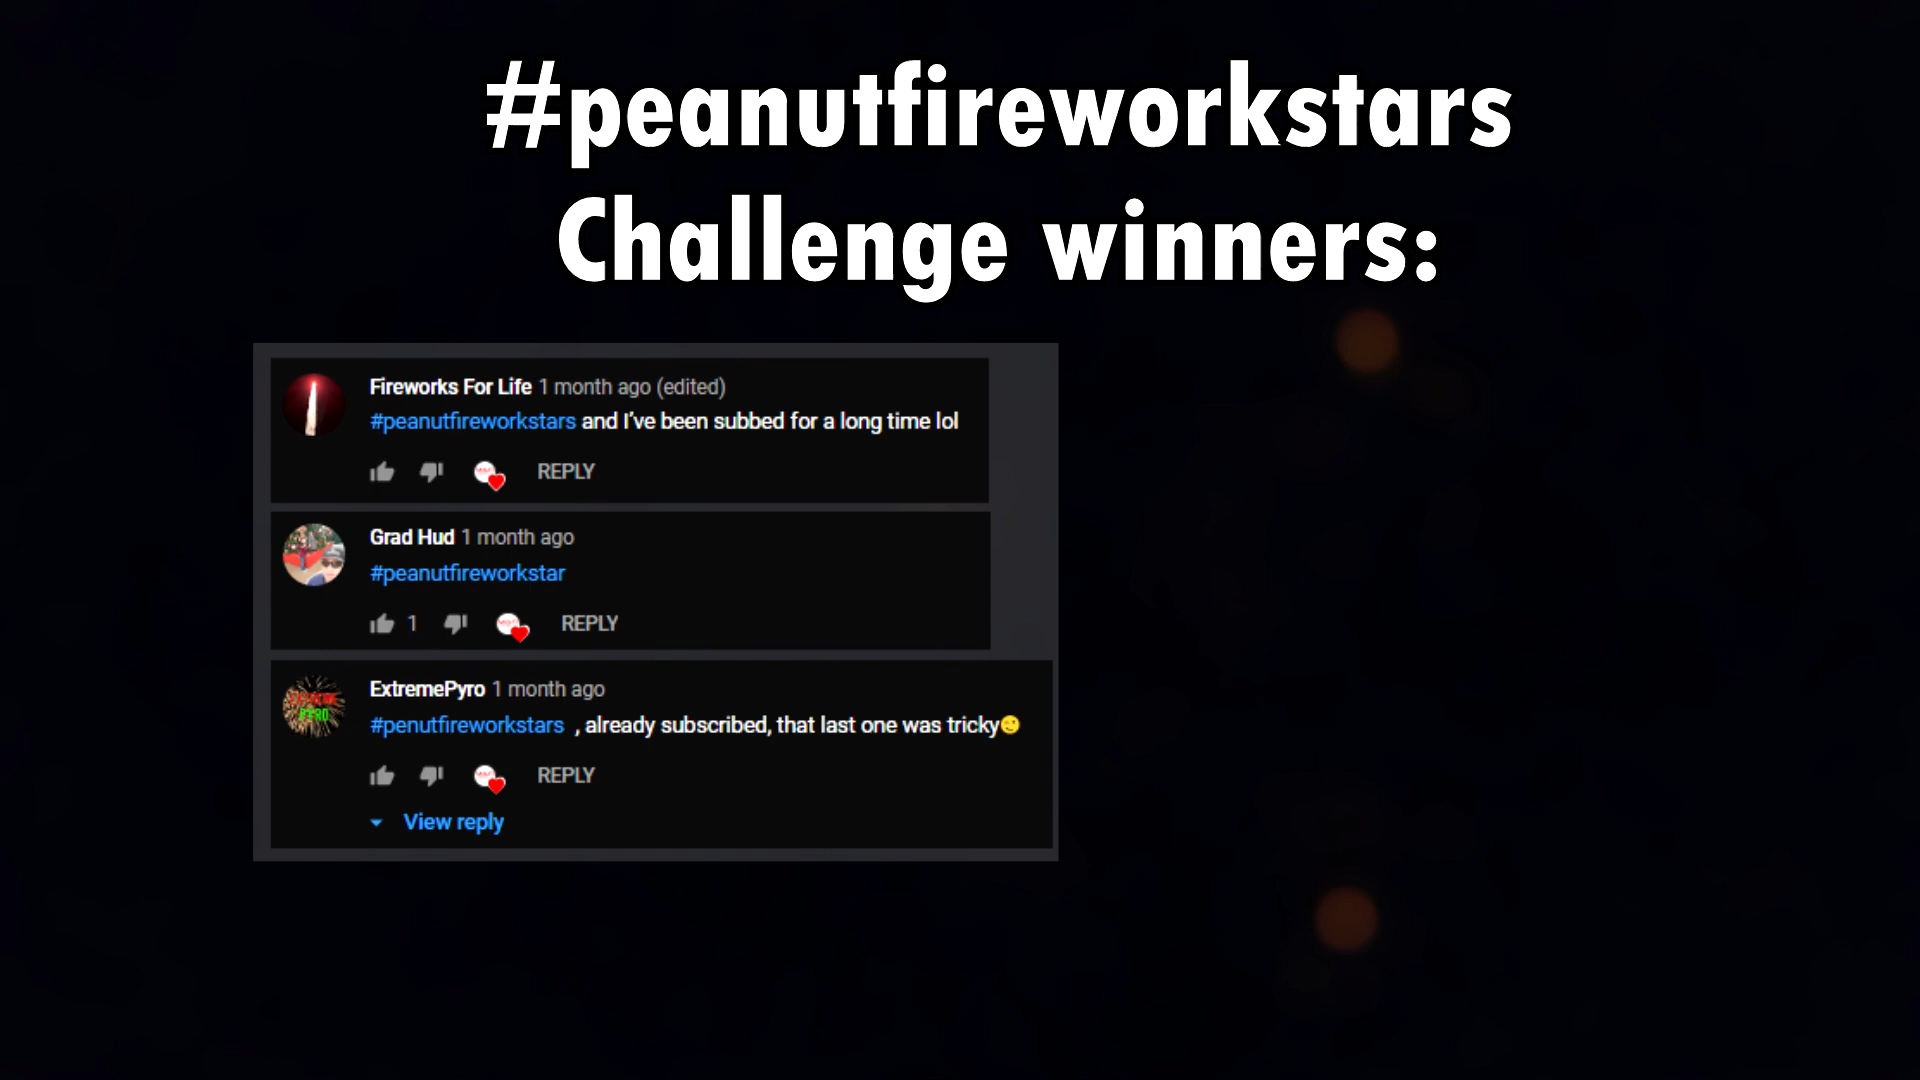 #peanutfireworkstars
Challenge winners:
Fireworks For Life 1 month ago (edited)
#peanutfireworkstars and I've been subbed for a long time lol
REPLY
Grad Hud 1 month ago
#peanutfireworkstar
1 REPLY
ExtremePyro 1 month ago
#penutfireworkstars , already subscribed, that last one was tricky😉
REPLY
View reply